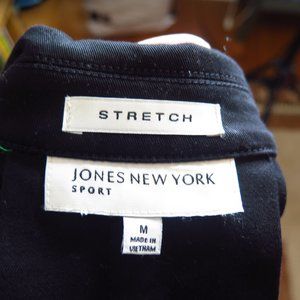 STRETCH
JONES NEW YORK
SPORT
M
MADE IN
VIETNAM